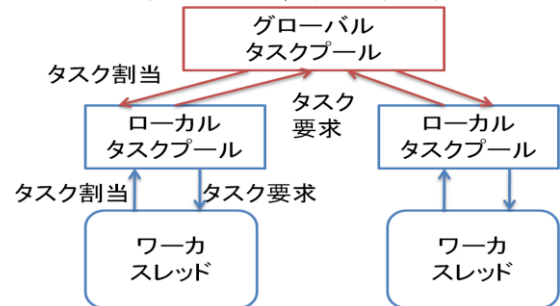 グローバル
タスクプール
タスク割当
タスク
要求
ローカル
タスクプール
ローカル
タスクプール
タスク割当
タスク要求
ワーカ
スレッド
ワーカ
スレッド